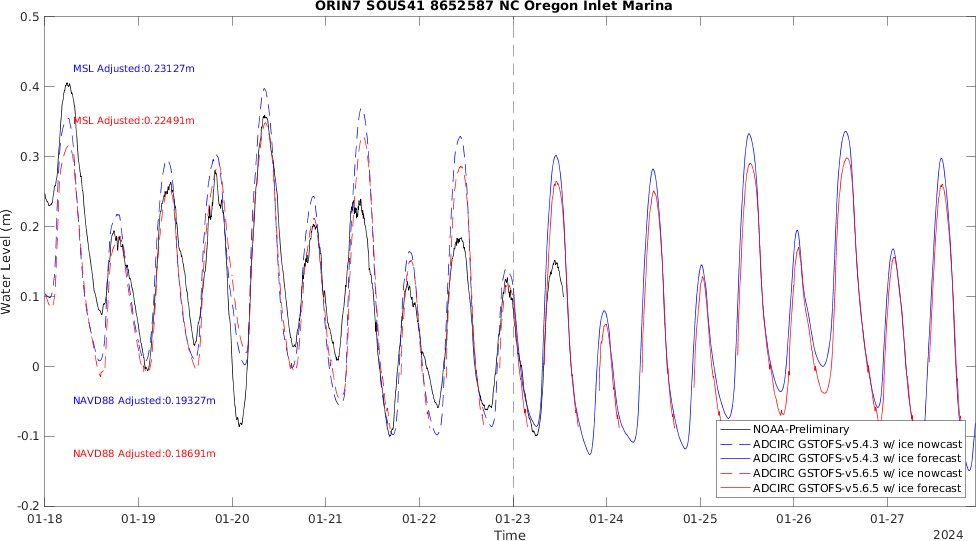 ORIN7 SOUS41 8652587 NC Oregon Inlet Marina
0.5
0.4
0.3
0.2
0.1
0
-0.1
-0.2
Water Level (m)
MSL Adjusted:0.23127m
MSL Adjusted:0.22491m
NAVD88 Adjusted:0.19327m
NAVD88 Adjusted:0.18691m
NOAA-Preliminary
ADCIRC GSTOFS-v5.4.3 w/ ice nowcast
ADCIRC GSTOFS-v5.4.3 w/ ice forecast
ADCIRC GSTOFS-v5.6.5 w/ ice nowcast
ADCIRC GSTOFS-v5.6.5 w/ ice forecast
01-18 01-19 01-20 01-21 01-22 01-23 01-24 01-25 01-26 01-27
Time
2024